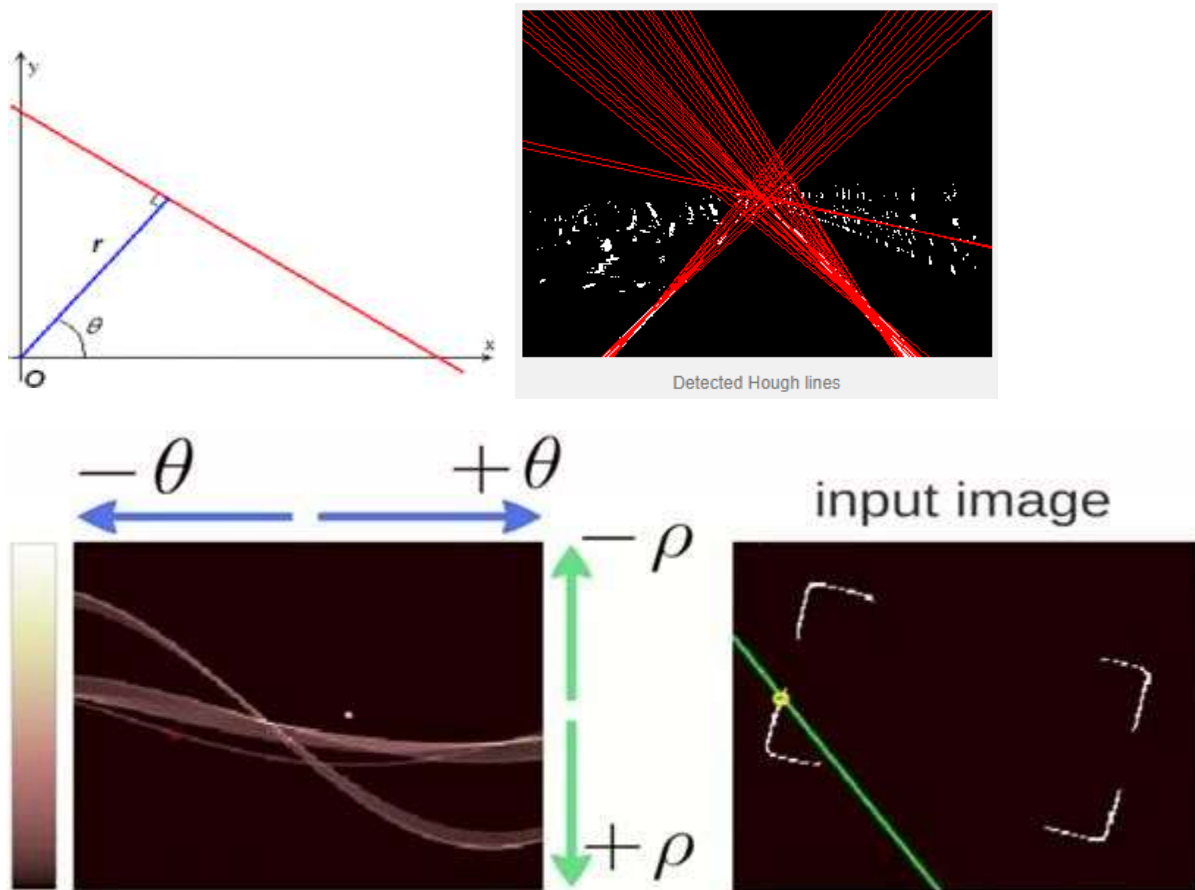 y
r
θ
x
O
Detected Hough lines
− θ
+ θ
input image
− ρ
+ ρ